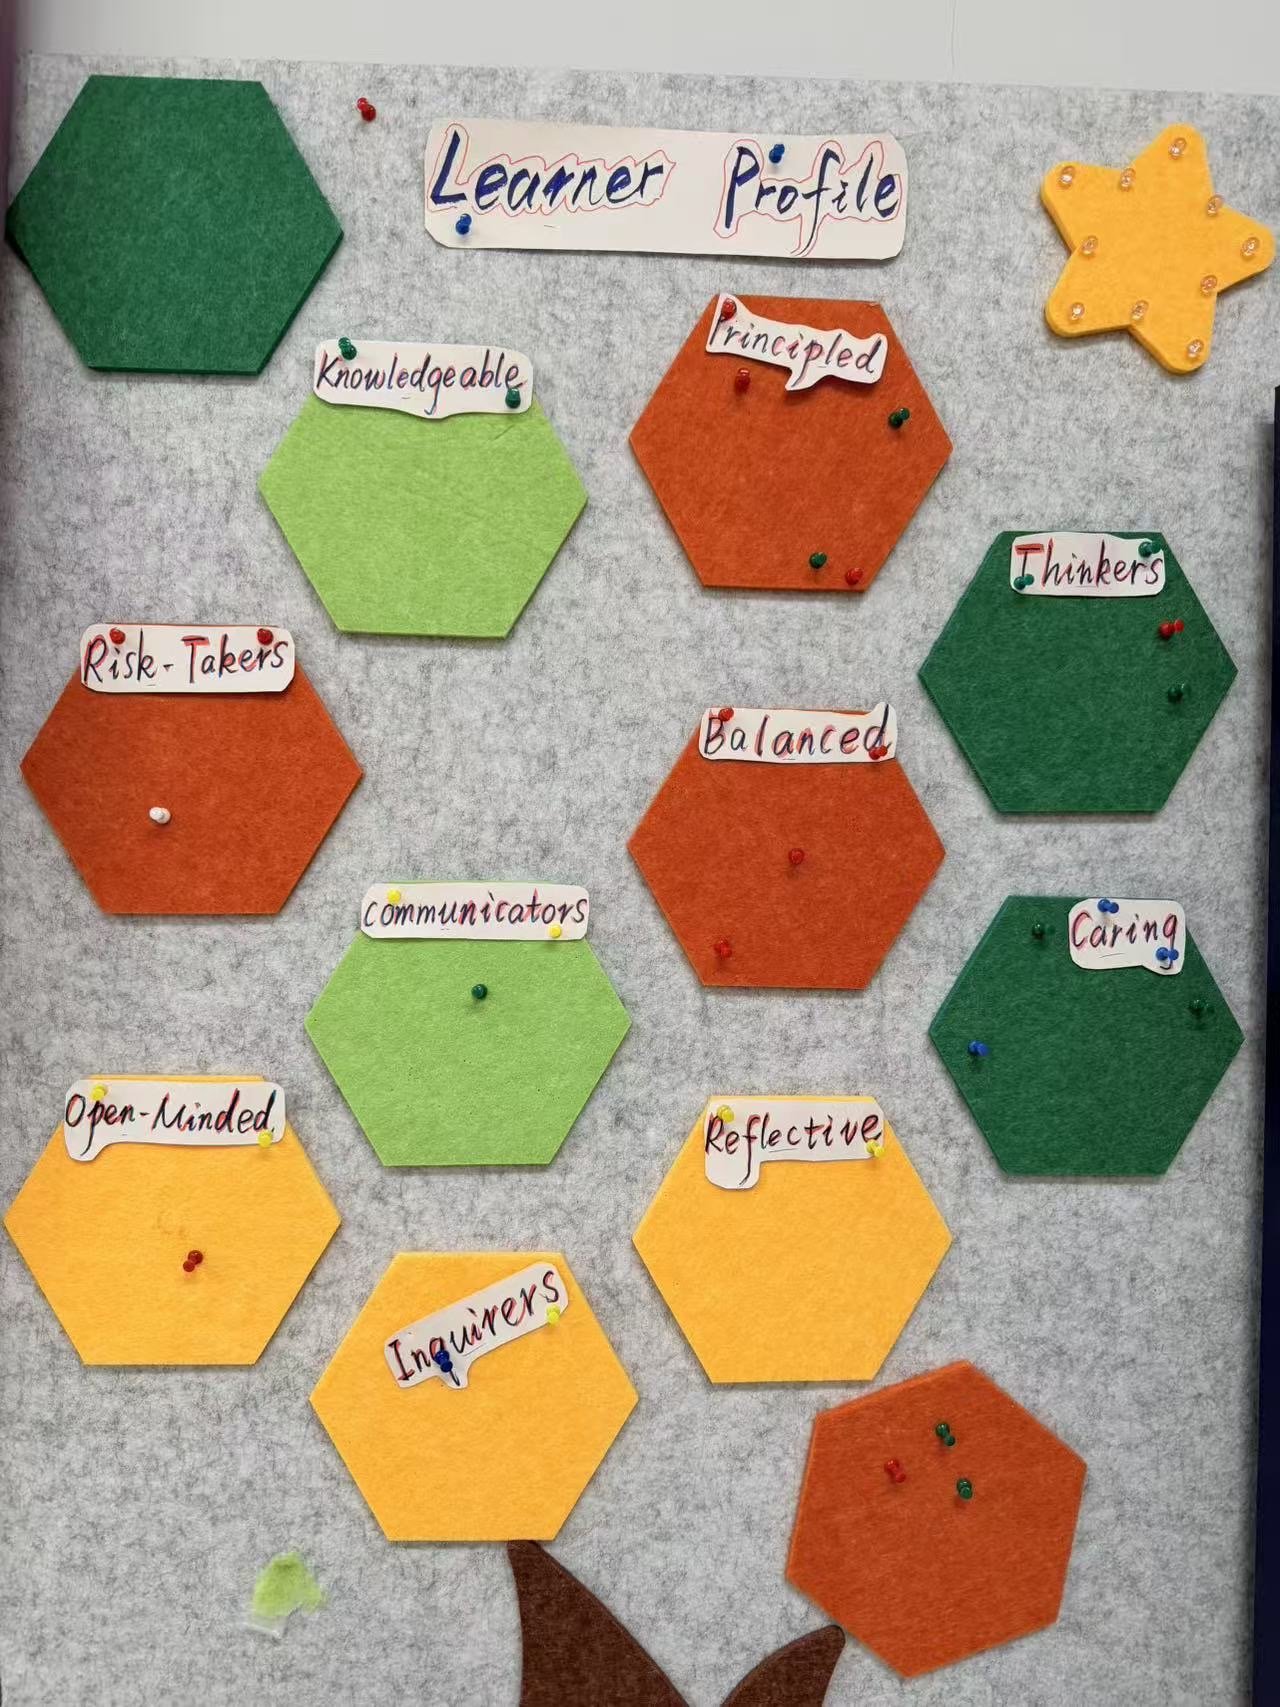 Learner Profile
Principled
Knowledgeable
Thinkers
Risk-Takers
Balanced
communicators
Caring
Open-Minded
Reflective
Inquirers